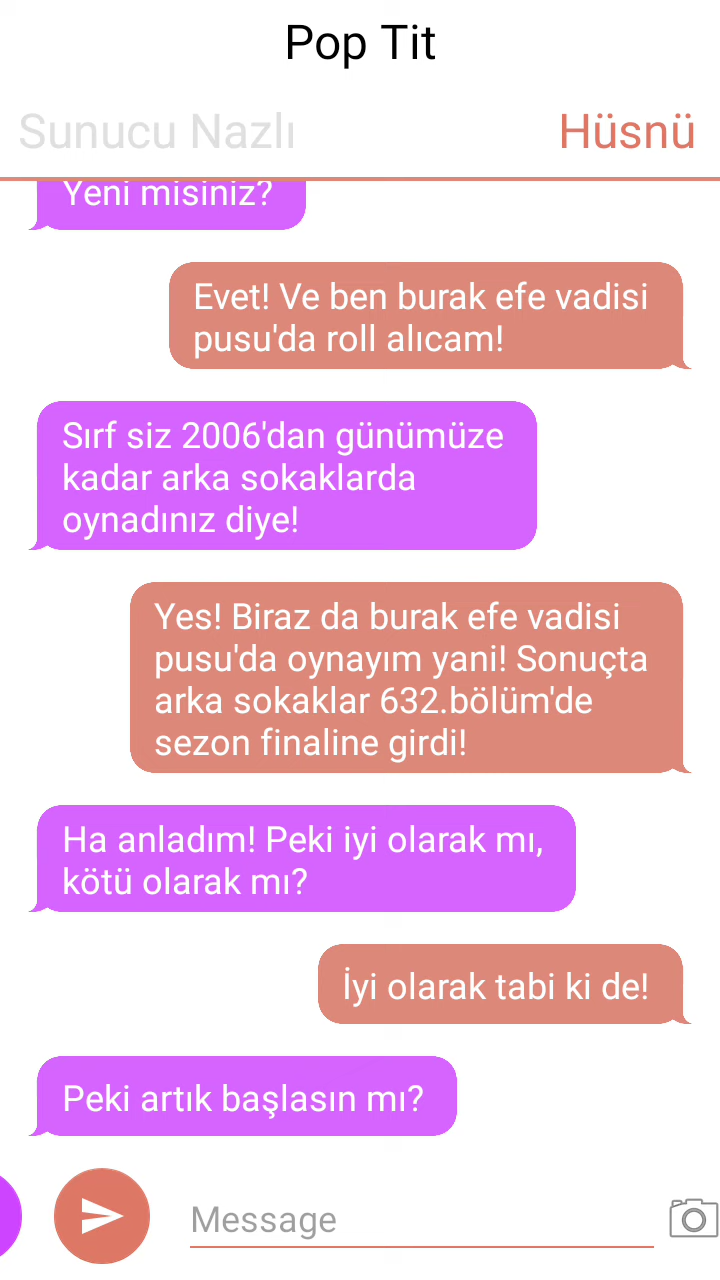 Pop Tit
Sunucu Nazlı
Hüsnü
Yeni misiniz?
Evet! Ve ben burak efe vadisi
pusu'da roll alıcam!
Sırf siz 2006'dan günümüze
kadar arka sokaklarda
oynadınız diye!
Yes! Biraz da burak efe vadisi
pusu'da oynayım yani! Sonuçta
arka sokaklar 632.bölüm'de
sezon finaline girdi!
Ha anladım! Peki iyi olarak mı,
kötü olarak mı?
İyi olarak tabi ki de!
Peki artık başlasın mı?
Message